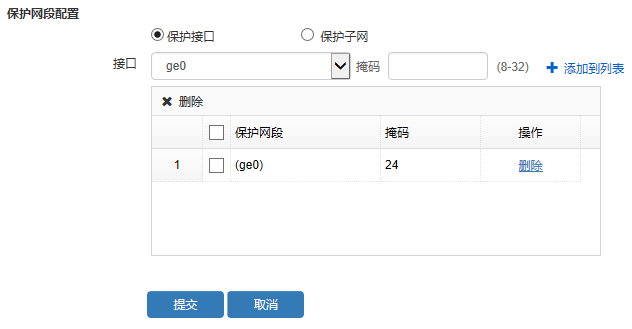 保护网段配置
保护接口 保护子网
接口 ge0 掩码 (8-32) 添加到列表
删除
保护网段 掩码 操作
1 (ge0) 24 删除
提交 取消